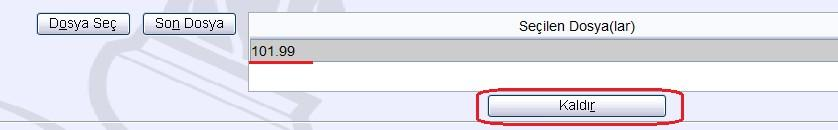 Dosya Seç
Son Dosya
Seçilen Dosya(lar)
101.99
Kaldır